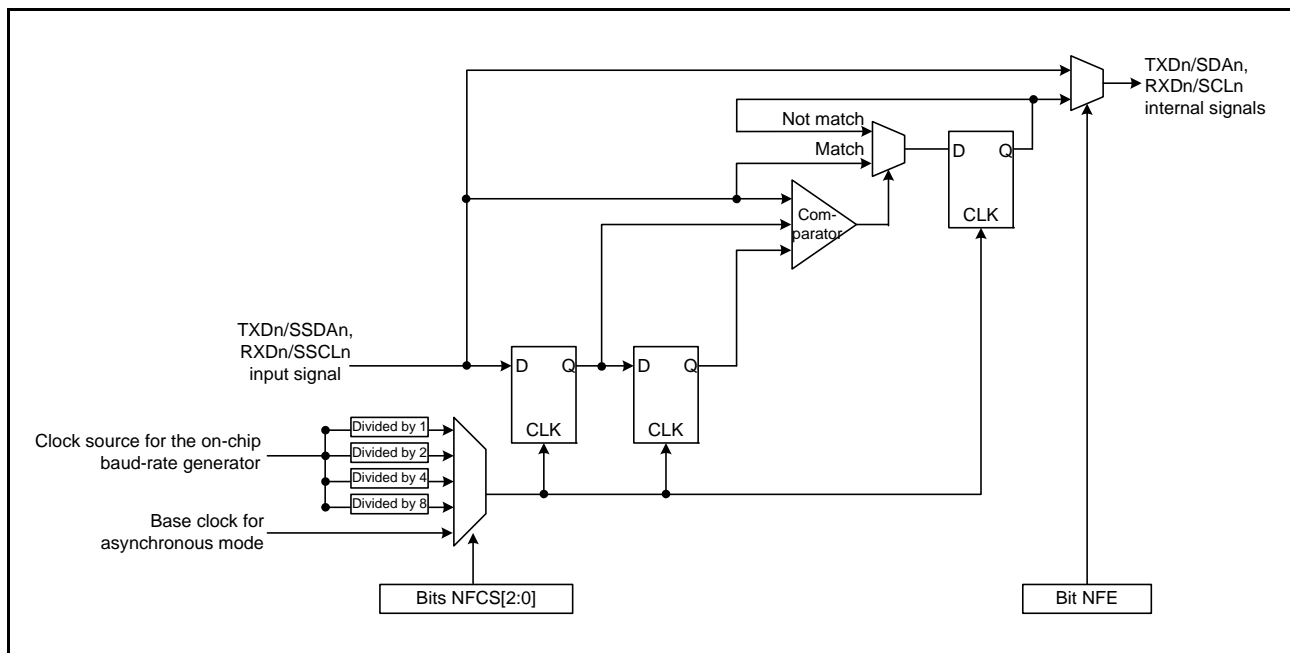 TXDn/SDAn,
RXDn/SCLn
internal signals
Not match
Match
D
Q
CLK
Com-
parator
TXDn/SSDAn,
RXDn/SSCLn
input signal
D
Q
CLK
D
Q
CLK
Clock source for the on-chip
baud-rate generator
Divided by 1
Divided by 2
Divided by 4
Divided by 8
Base clock for
asynchronous mode
Bits NFCS[2:0]
Bit NFE